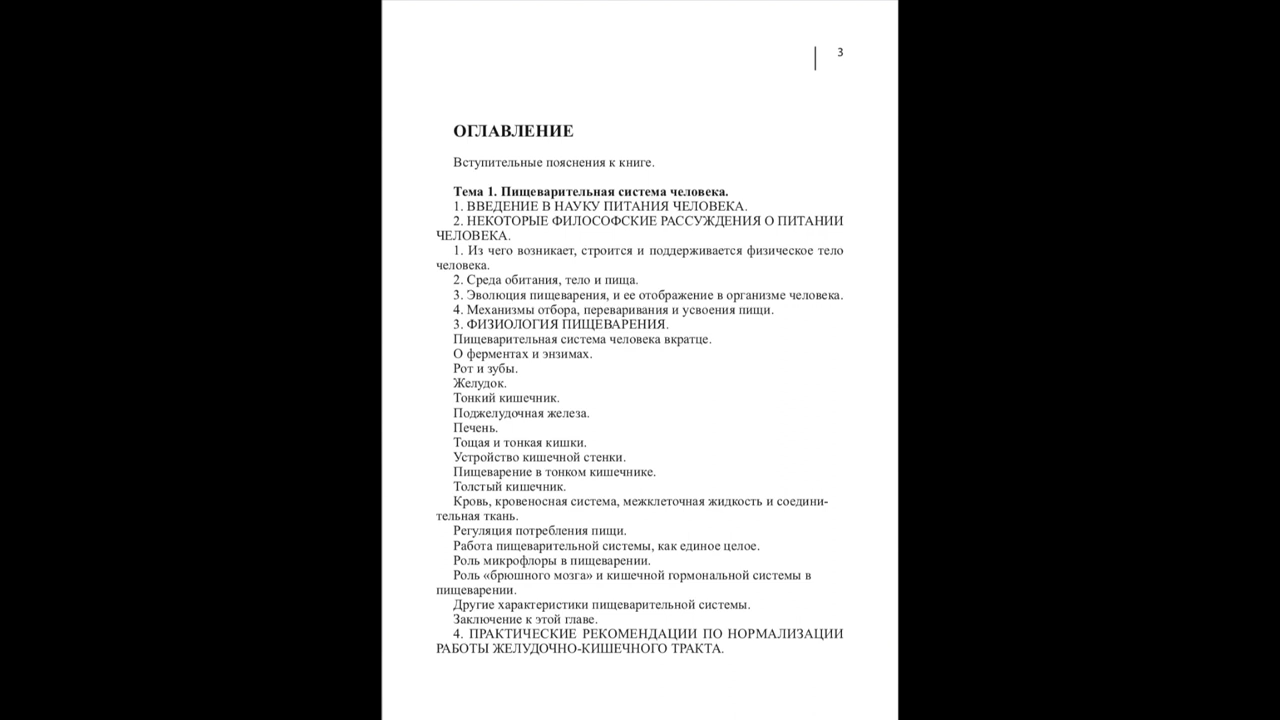 3
ОГЛАВЛЕНИЕ
Вступительные пояснения к книге.
Тема 1. Пищеварительная система человека.
1. ВВЕДЕНИЕ В НАУКУ ПИТАНИЯ ЧЕЛОВЕКА.
2. НЕКОТОРЫЕ ФИЛОСОФСКИЕ РАССУЖДЕНИЯ О ПИТАНИИ
ЧЕЛОВЕКА.
1. Из чего возникает, строится и поддерживается физическое тело
человека.
2. Среда обитания, тело и пища.
3. Эволюция пищеварения, и ее отображение в организме человека.
4. Механизмы отбора, переваривания и усвоения пищи.
3. ФИЗИОЛОГИЯ ПИЩЕВАРЕНИЯ.
Пищеварительная система человека вкратце.
О ферментах и энзимах.
Рот и зубы.
Желудок.
Тонкий кишечник.
Поджелудочная железа.
Печень.
Тощая и тонкая кишки.
Устройство кишечной стенки.
Пищеварение в тонком кишечнике.
Толстый кишечник.
Кровь, кровеносная система, межклеточная жидкость и соедини-
тельная ткань.
Регуляция потребления пищи.
Работа пищеварительной системы, как единое целое.
Роль микрофлоры в пищеварении.
Роль «брюшного мозга» и кишечной гормональной системы в
пищеварении.
Другие характеристики пищеварительной системы.
Заключение к этой главе.
4. ПРАКТИЧЕСКИЕ РЕКОМЕНДАЦИИ ПО НОРМАЛИЗАЦИИ
РАБОТЫ ЖЕЛУДОЧНО-КИШЕЧНОГО ТРАКТА.